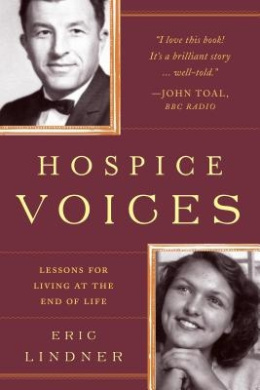 "I love this book!
It's a brilliant story
... well-told."
—JOHN TOAL,
BBC RADIO
HOSPICE
VOICES
LESSONS FOR
LIVING AT THE
END OF LIFE
ERIC
LINDNER